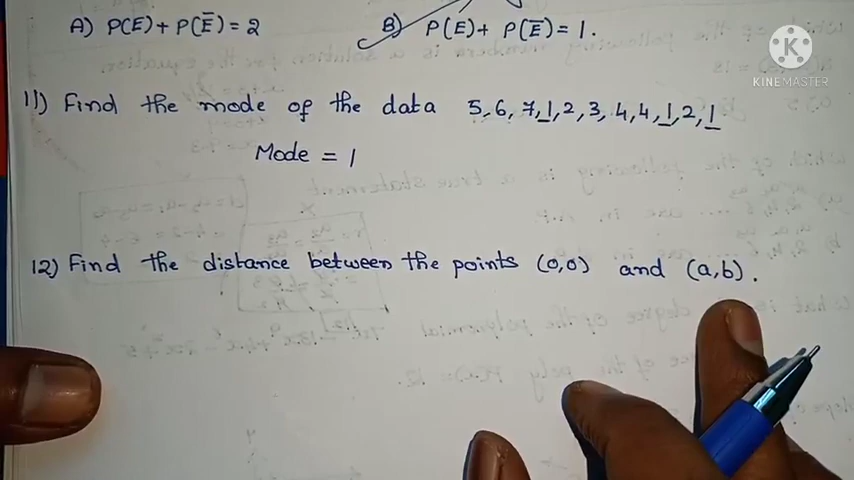 A) P(E) + P(Ē) = 2 B) P(E) + P(Ē) = 1.
KINEMASTER
11) Find the mode of the data 5, 6, 7, 1, 2, 3, 4, 4, 1, 2, 1
Mode = 1
12) Find the distance between the points (0,0) and (a,b).